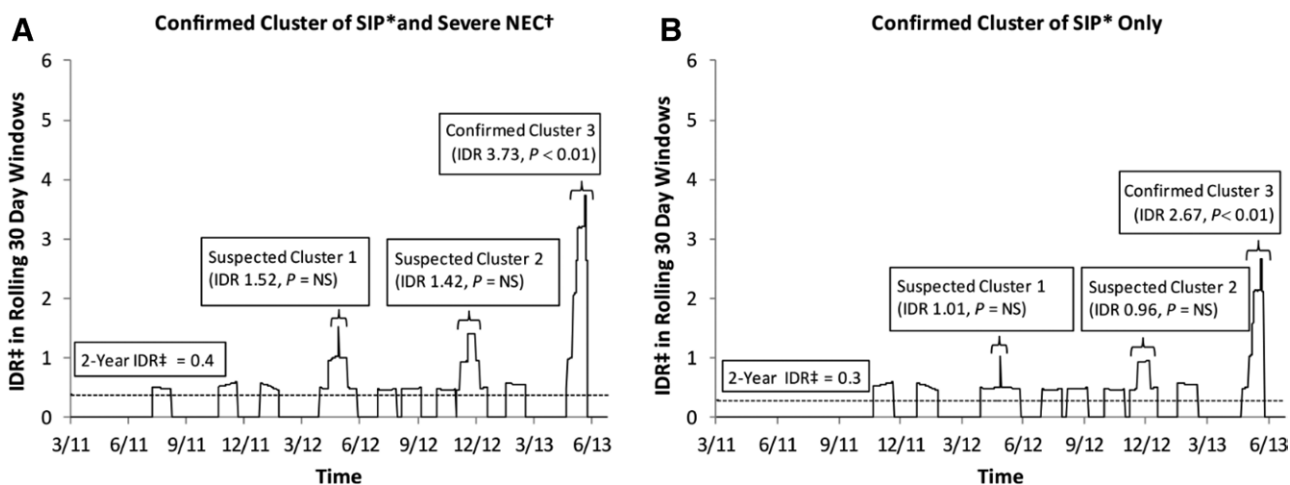 A
Confirmed Cluster of SIP* and Severe NEC†
IDR‡ in Rolling 30 Day Windows
6
5
4
3
2
1
0
Confirmed Cluster 3
(IDR 3.73, P < 0.01)
Suspected Cluster 1
(IDR 1.52, P = NS)
Suspected Cluster 2
(IDR 1.42, P = NS)
2-Year IDR‡ = 0.4
3/11 6/11 9/11 12/11 3/12 6/12 9/12 12/12 3/13 6/13
Time
B
Confirmed Cluster of SIP* Only
IDR‡ in Rolling 30 Day Windows
6
5
4
3
2
1
0
Confirmed Cluster 3
(IDR 2.67, P< 0.01)
Suspected Cluster 1
(IDR 1.01, P = NS)
Suspected Cluster 2
(IDR 0.96, P = NS)
2-Year IDR‡ = 0.3
3/11 6/11 9/11 12/11 3/12 6/12 9/12 12/12 3/13 6/13
Time